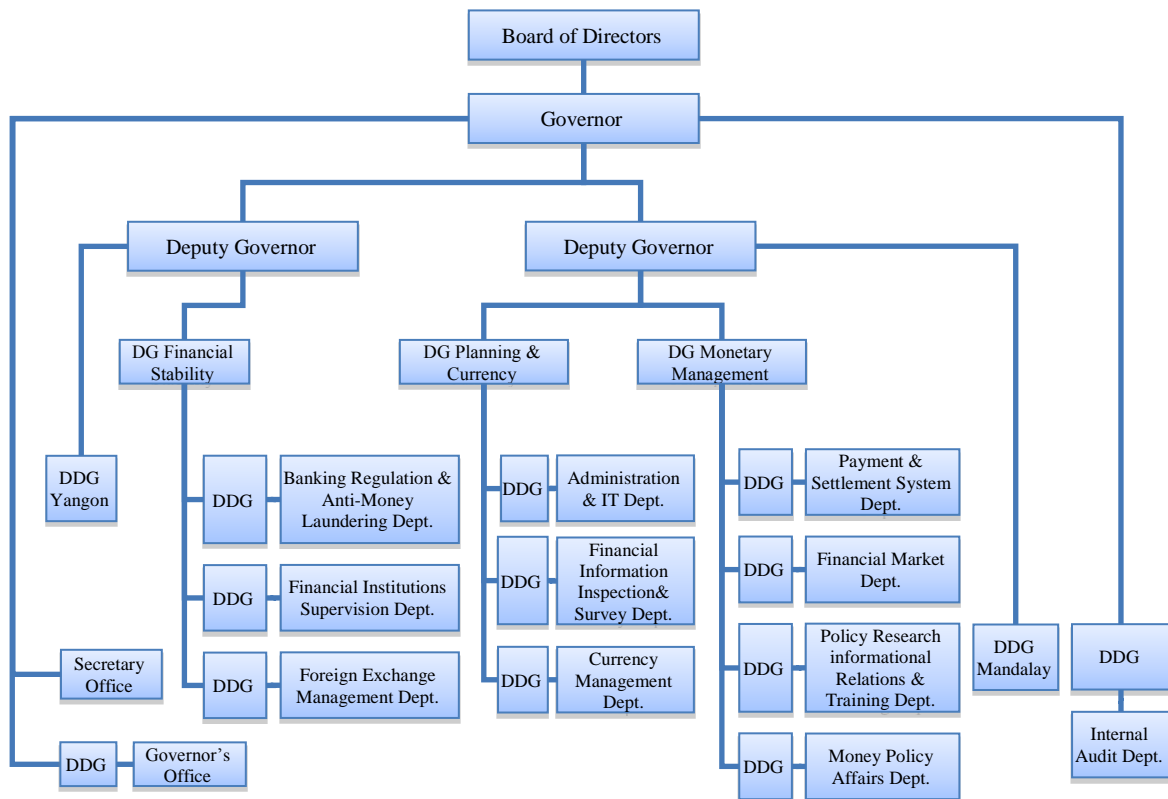 Board of Directors
Governor
Deputy Governor
Deputy Governor
DG Financial
Stability
DG Planning &
Currency
DG Monetary
Management
DDG
Yangon
DDG
Banking Regulation &
Anti-Money
Laundering Dept.
DDG
Financial Institutions
Supervision Dept.
DDG
Foreign Exchange
Management Dept.
DDG
Administration
& IT Dept.
DDG
Financial
Information
Inspection&
Survey Dept.
DDG
Currency
Management
Dept.
DDG
Payment &
Settlement System
Dept.
DDG
Financial Market
Dept.
DDG
Policy Research
informational
Relations &
Training Dept.
DDG
Money Policy
Affairs Dept.
DDG
Mandalay
DDG
Internal
Audit Dept.
Secretary
Office
DDG
Governor’s
Office